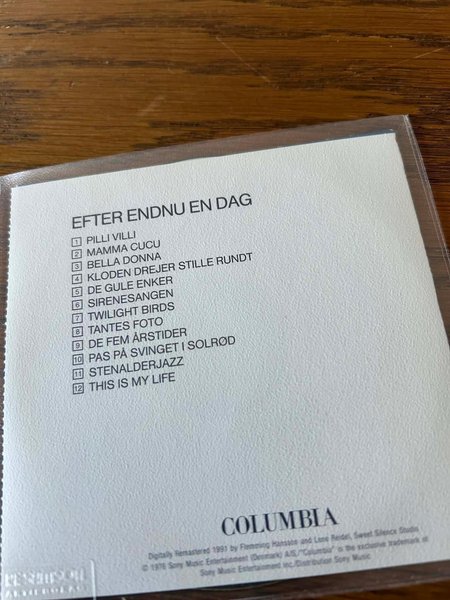 EFTER ENDNU EN DAG
1 PILLI VILLI
2 MAMMA CUCU
3 BELLA DONNA
4 KLODEN DREJER STILLE RUNDT
5 DE GULE ENKER
6 SIRENESANGEN
7 TWILIGHT BIRDS
8 TANTES FOTO
9 DE FEM ÅRSTIDER
10 PAS PÅ SVINGET I SOLRØD
11 STENALDERJAZZ
12 THIS IS MY LIFE
COLUMBIA
Digitally Remastered 1991 by Flemming Hansson and Lene Reidel, Sweet Silence Studio
© 1976 Sony Music Entertainment (Denmark) A/S/"Columbia" is the exclusive trademark of
Sony Music Entertainment Inc./Distribution Sony Music